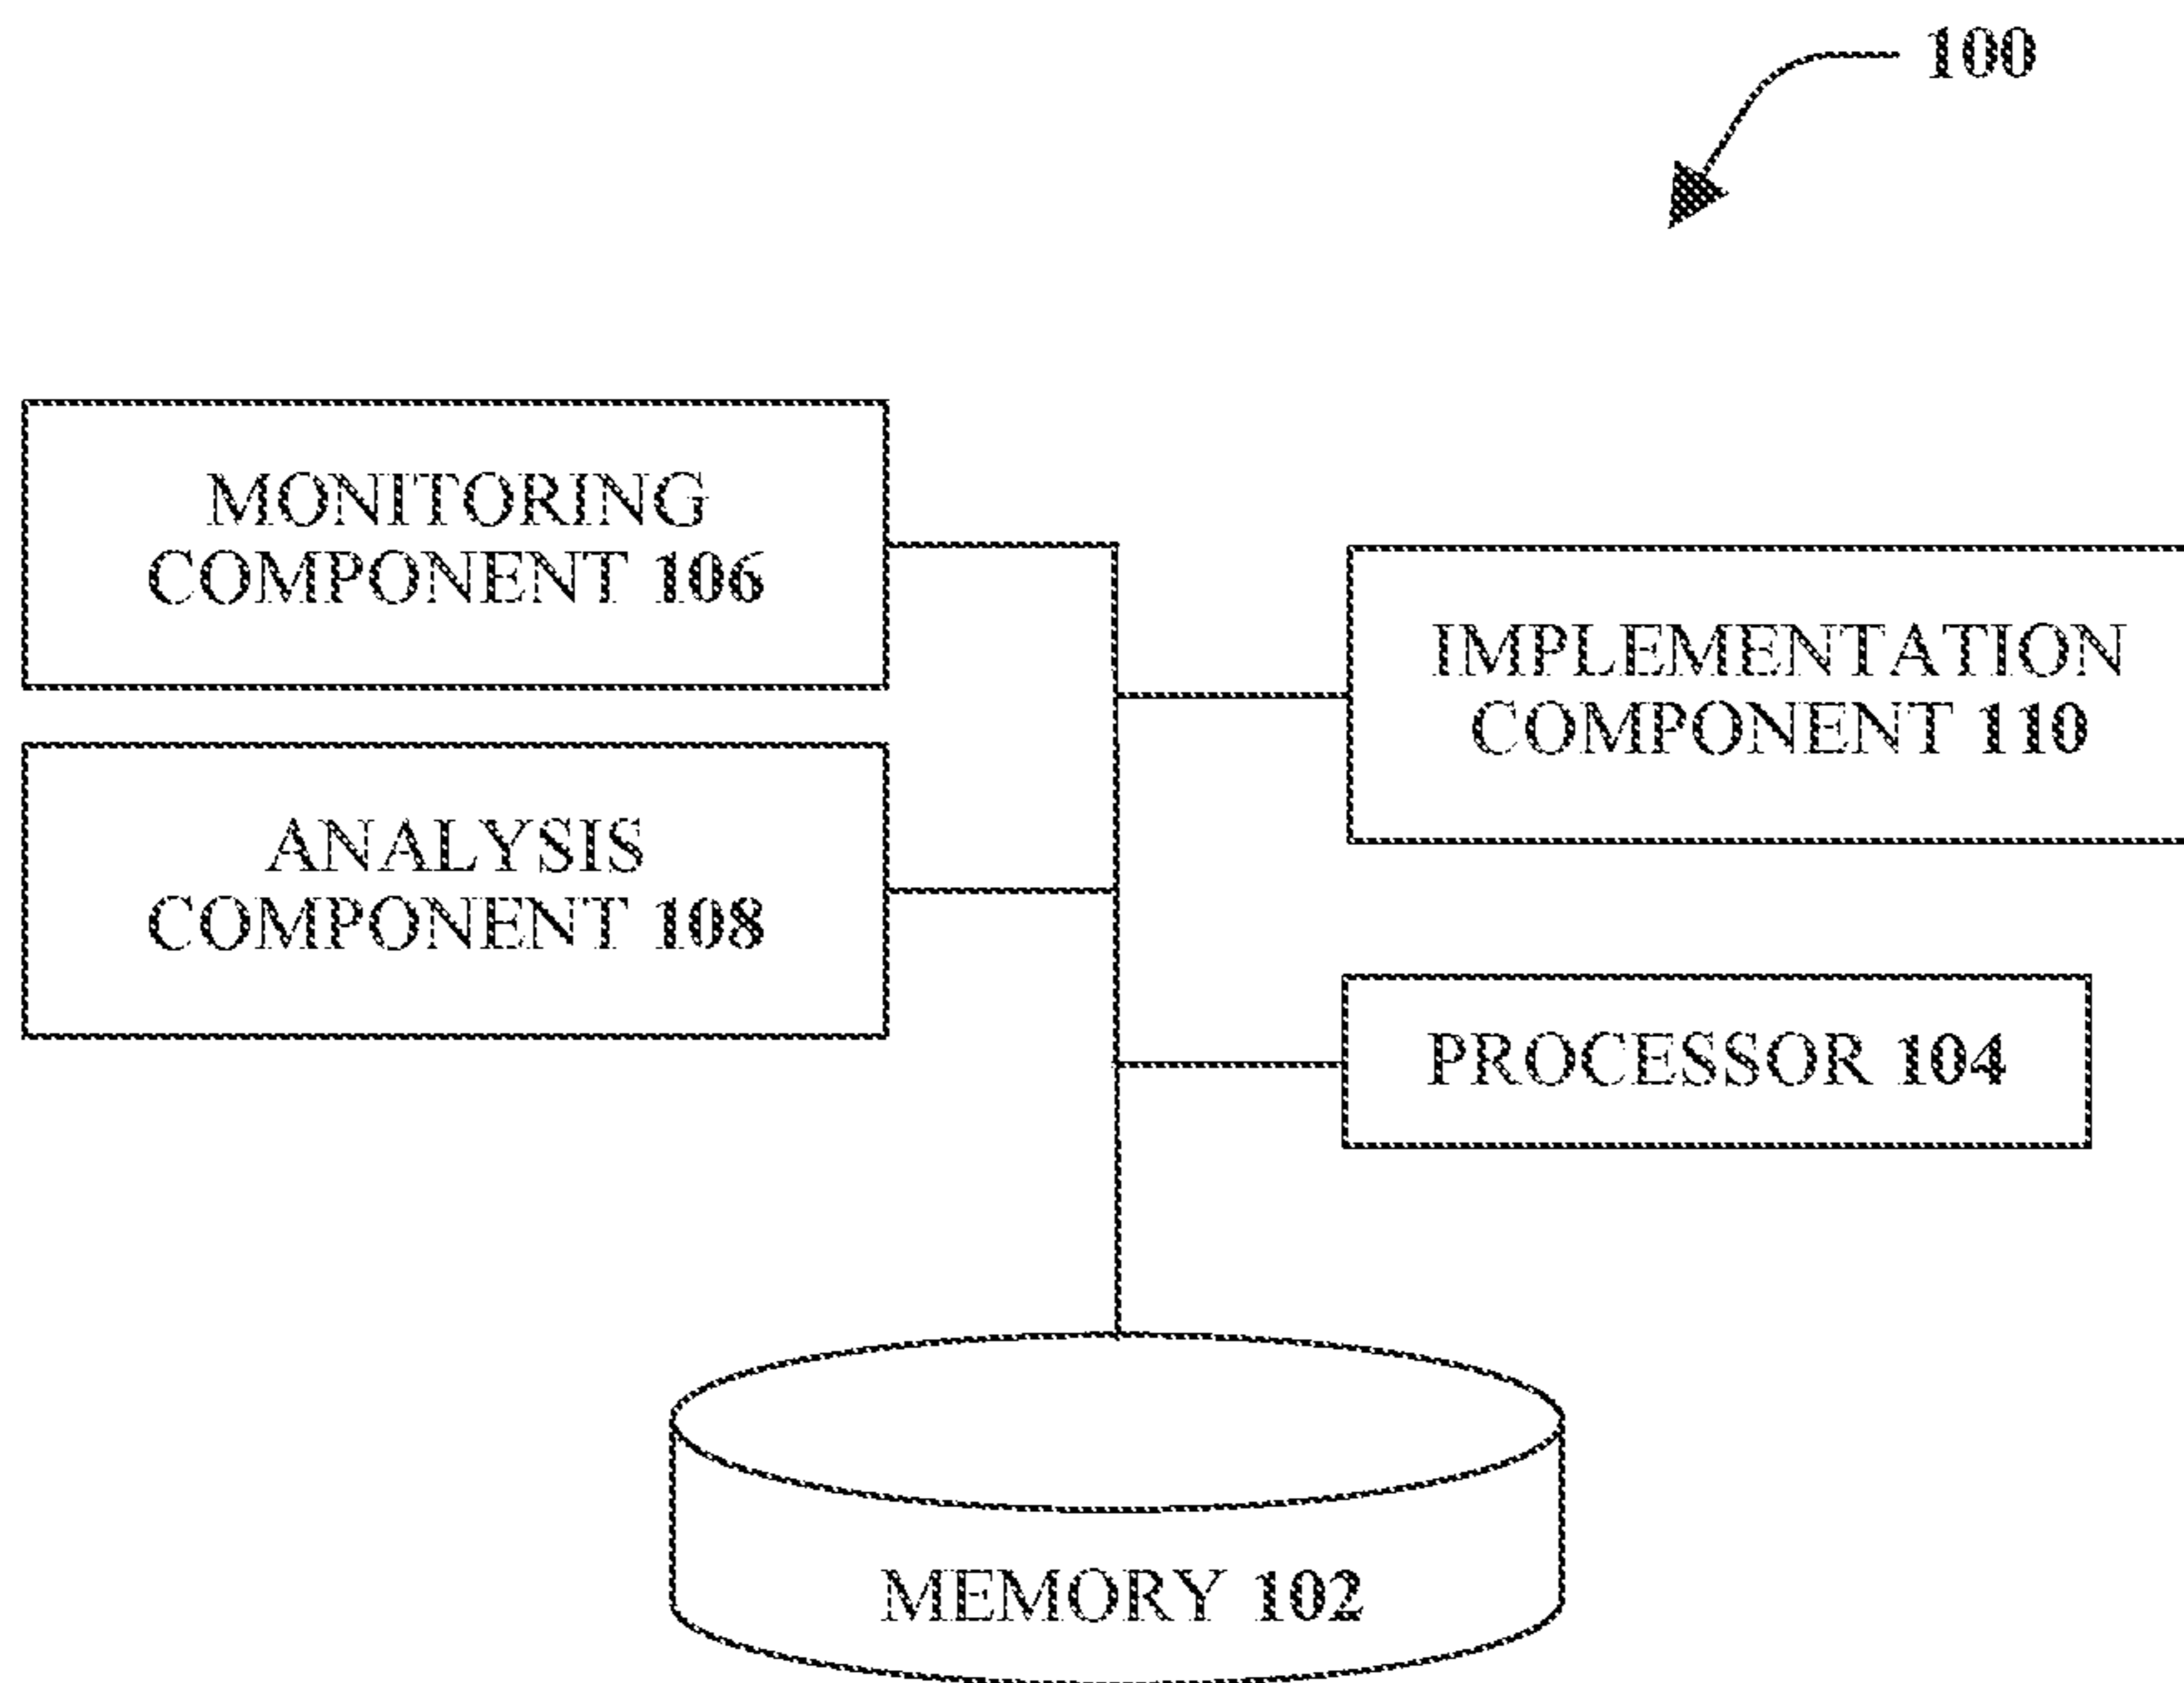 100
MONITORING
COMPONENT 106
IMPLEMENTATION
COMPONENT 110
ANALYSIS
COMPONENT 108
PROCESSOR 104
MEMORY 102